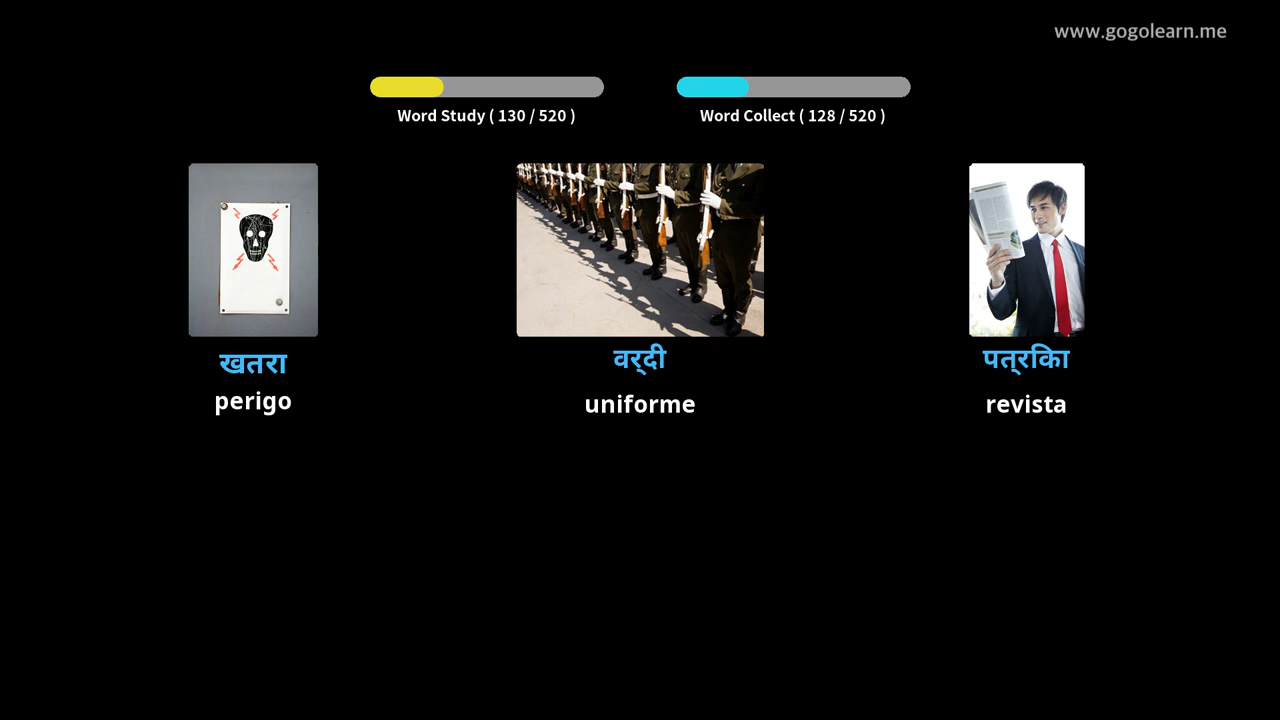 www.gogolearn.me
Word Study ( 130 / 520 )
Word Collect ( 128 / 520 )
खतरा
वर्दी
पत्रिका
perigo
uniforme
revista